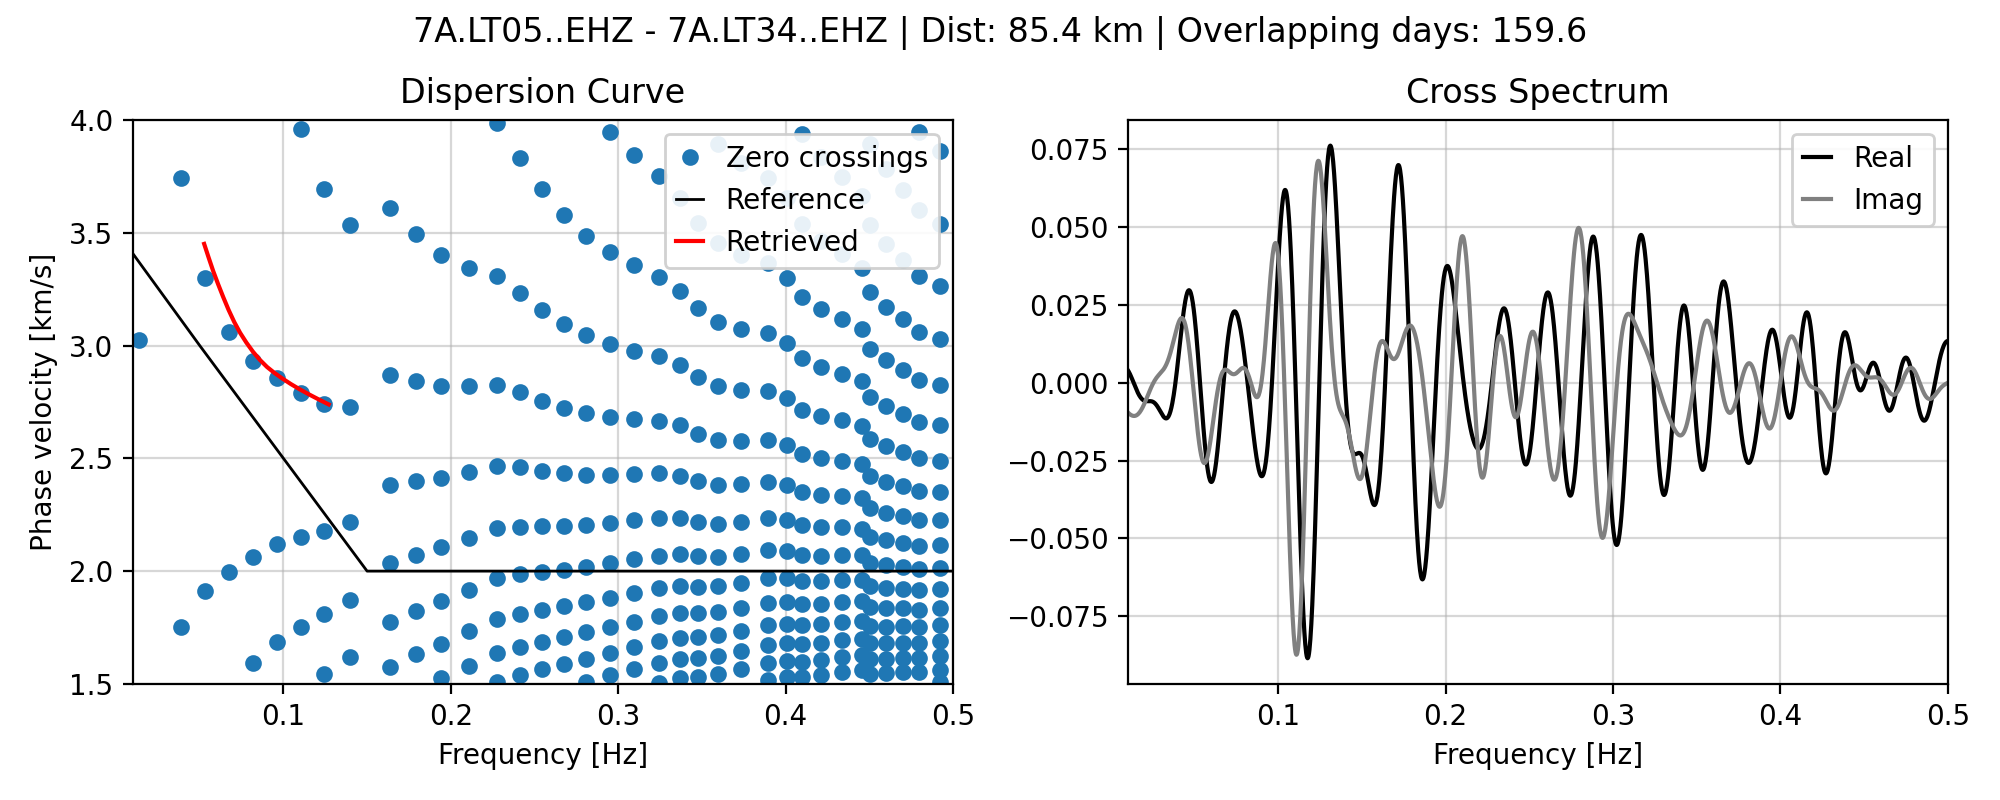 7A.LT05..EHZ - 7A.LT34..EHZ | Dist: 85.4 km | Overlapping days: 159.6
Dispersion Curve
Phase velocity [km/s]
4.0
3.5
3.0
2.5
2.0
1.5
0.1 0.2 0.3 0.4 0.5
Frequency [Hz]
Zero crossings
Reference
Retrieved
Cross Spectrum
0.075
0.050
0.025
0.000
−0.025
−0.050
−0.075
0.1 0.2 0.3 0.4 0.5
Frequency [Hz]
Real
Imag